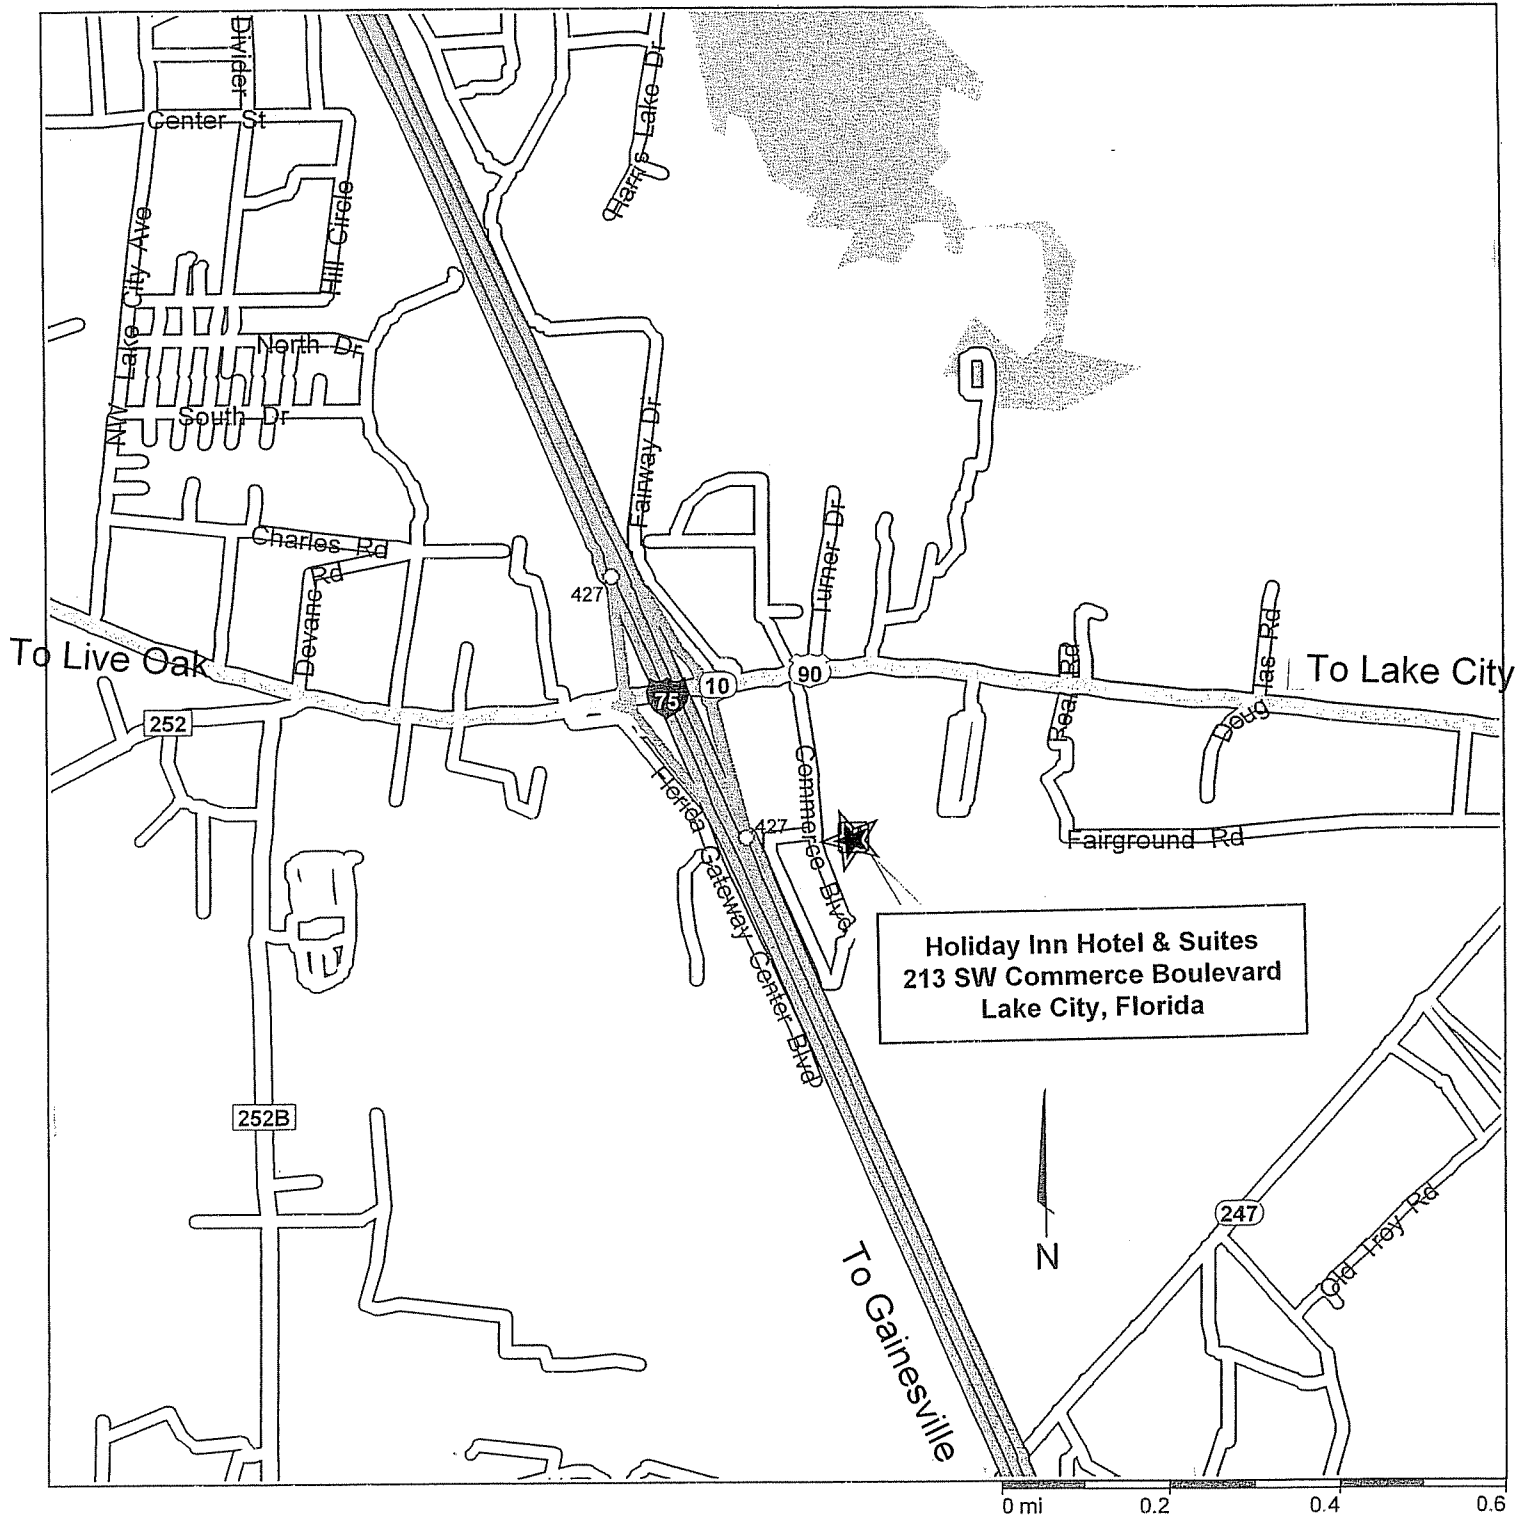 Divider
Center St
Harris Lake Dr
NW Lake City Ave
Hill Circle
North Dr
South Dr
Fairway Dr
Charles Rd
Devane Rd
Turner Dr
427
To Live Oak
To Lake City
252
75
10
90
Real Rd
Douglas Rd
Florida Gateway Center Blvd
Commerce Blvd
427
Fairground Rd
Holiday Inn Hotel & Suites
213 SW Commerce Boulevard
Lake City, Florida
252B
N
247
Old Troy Rd
To Gainesville
0 mi 0.2 0.4 0.6